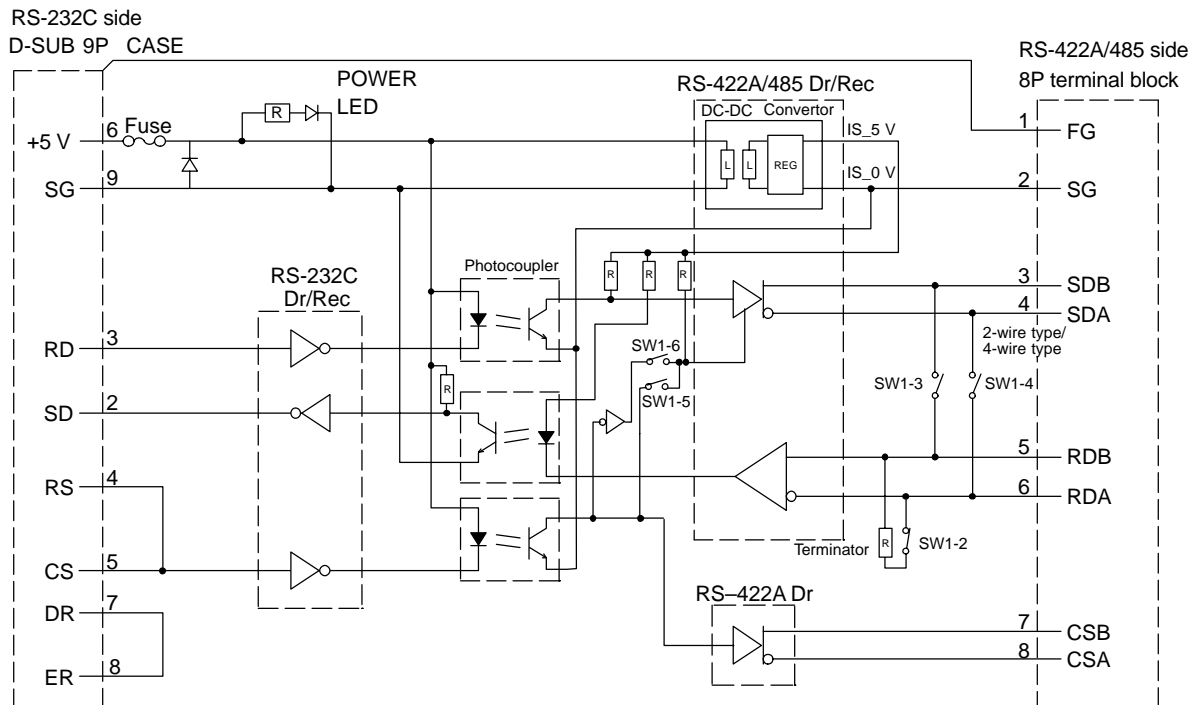 RS-232C side
D-SUB 9P CASE
RS-422A/485 side
8P terminal block
POWER
LED
RS-422A/485 Dr/Rec
DC-DC Convertor
R
6
Fuse
+5 V
IS_5 V
1
FG
L
L
REG
IS_0 V
SG
9
2
SG
RS-232C
Dr/Rec
Photocoupler
R
R
R
3
SDB
4
SDA
2-wire type/
4-wire type
RD
3
SW1-6
R
SW1-5
SW1-3
SW1-4
SD
2
5
RDB
RS
4
6
RDA
Terminator
R
SW1-2
CS
5
RS–422A Dr
DR
7
7
CSB
8
CSA
ER
8